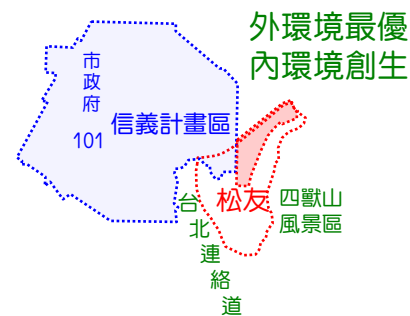 外環境最優
內環境創生
市政府
101
信義計畫區
松友
四獸山
風景區
台北連絡道